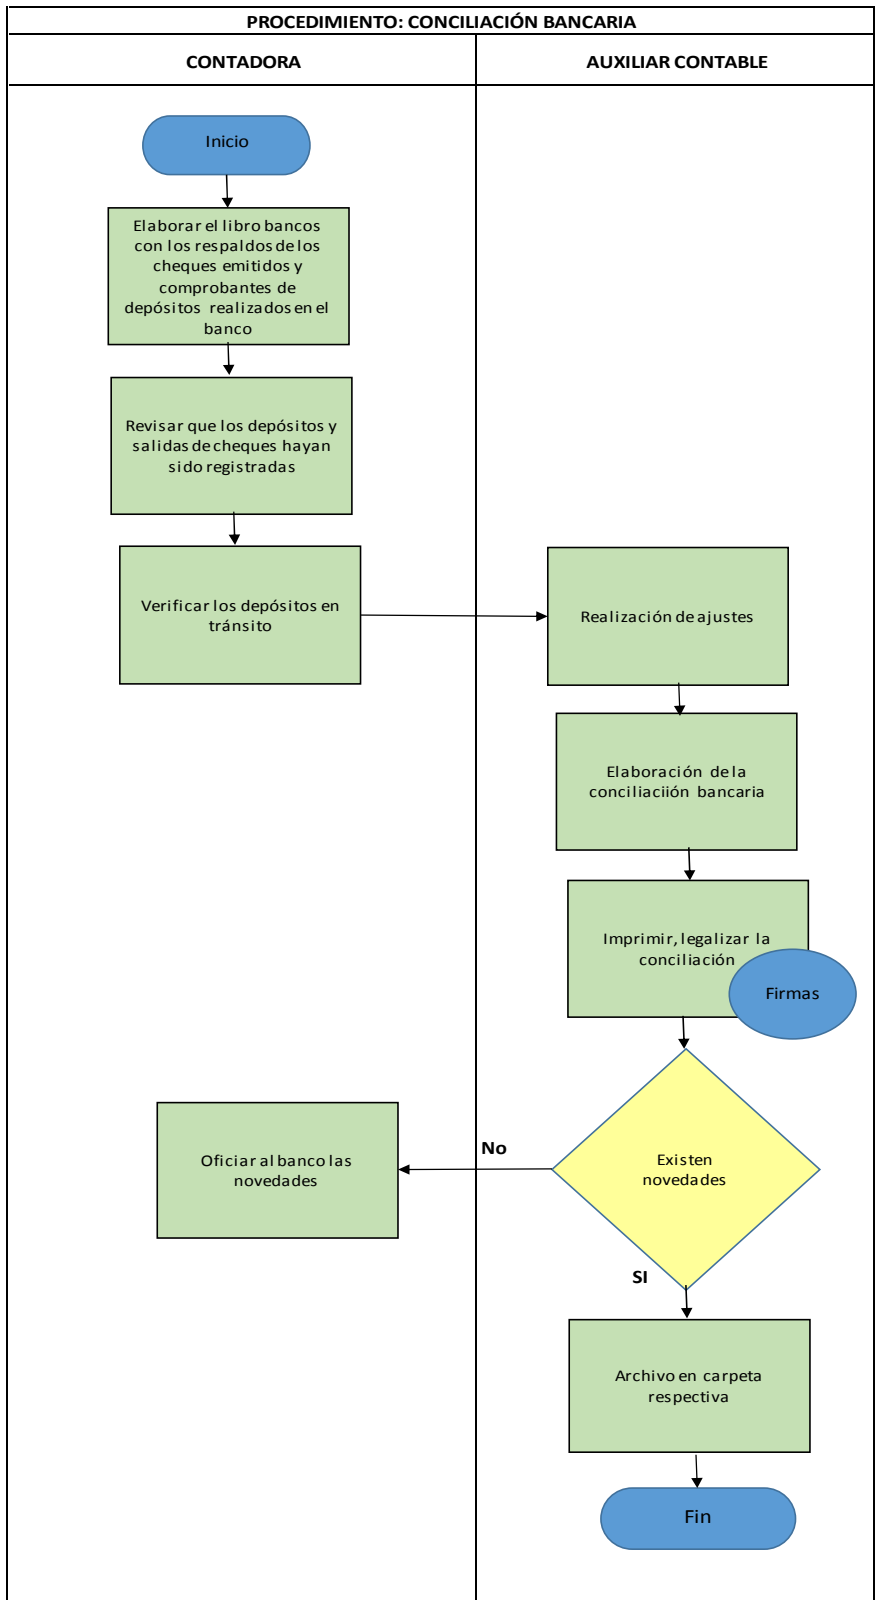 PROCEDIMIENTO: CONCILIACIÓN BANCARIA
CONTADORA
AUXILIAR CONTABLE
Inicio
Elaborar el libro bancos
con los respaldos de los
cheques emitidos y
comprobantes de
depósitos realizados en el
banco
Revisar que los depósitos y
salidas de cheques hayan
sido registradas
Verificar los depósitos en
tránsito
Realización de ajustes
Elaboración de la
conciliaciión bancaria
Imprimir, legalizar la
conciliación
Firmas
Existen
novedades
No
Oficiar al banco las
novedades
SI
Archivo en carpeta
respectiva
Fin